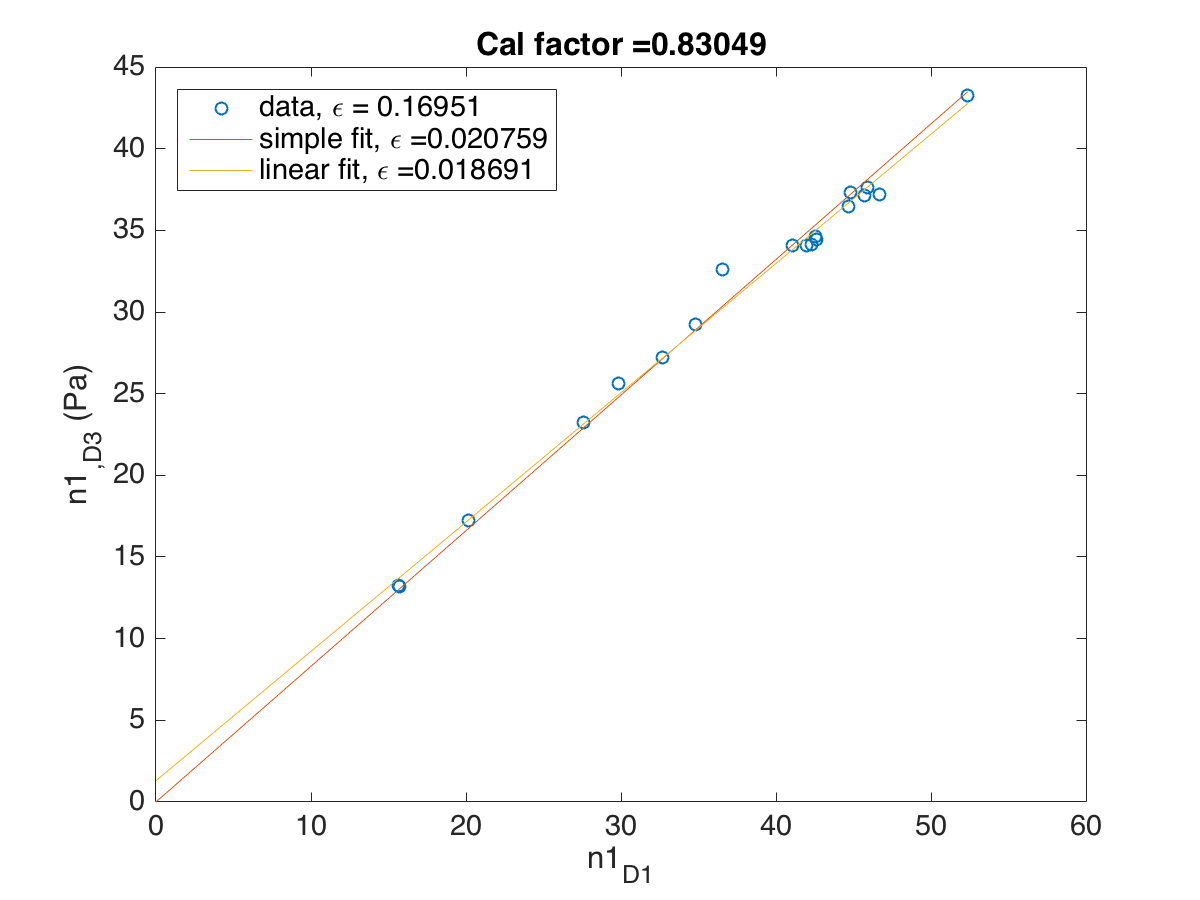 Cal factor =0.83049
45
40
35
30
25
20
15
10
5
0
data, ϵ = 0.16951
simple fit, ϵ =0.020759
linear fit, ϵ =0.018691
n1,D3 (Pa)
0 10 20 30 40 50 60
n1D1